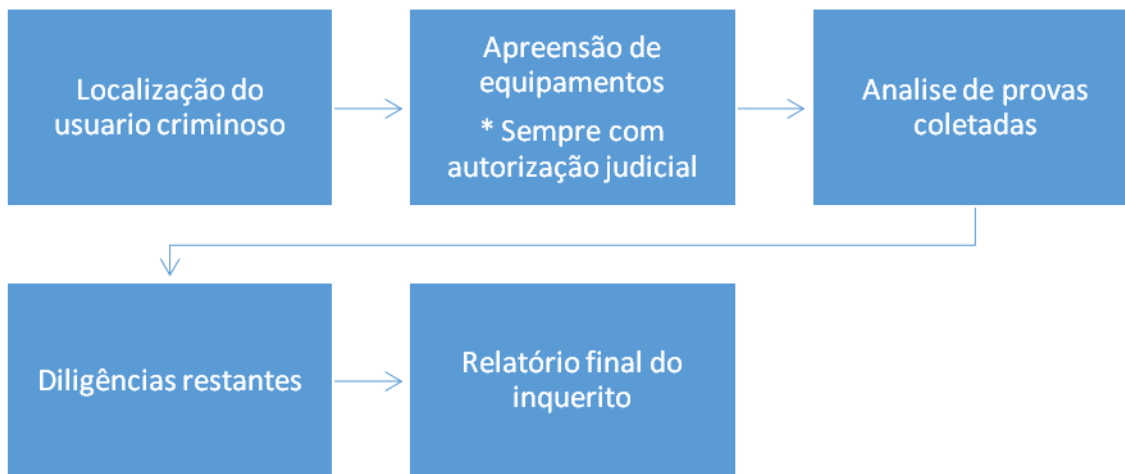 Localização do
usuario criminoso
Apreensão de
equipamentos
* Sempre com
autorização judicial
Analise de provas
coletadas
Diligências restantes
Relatório final do
inquerito